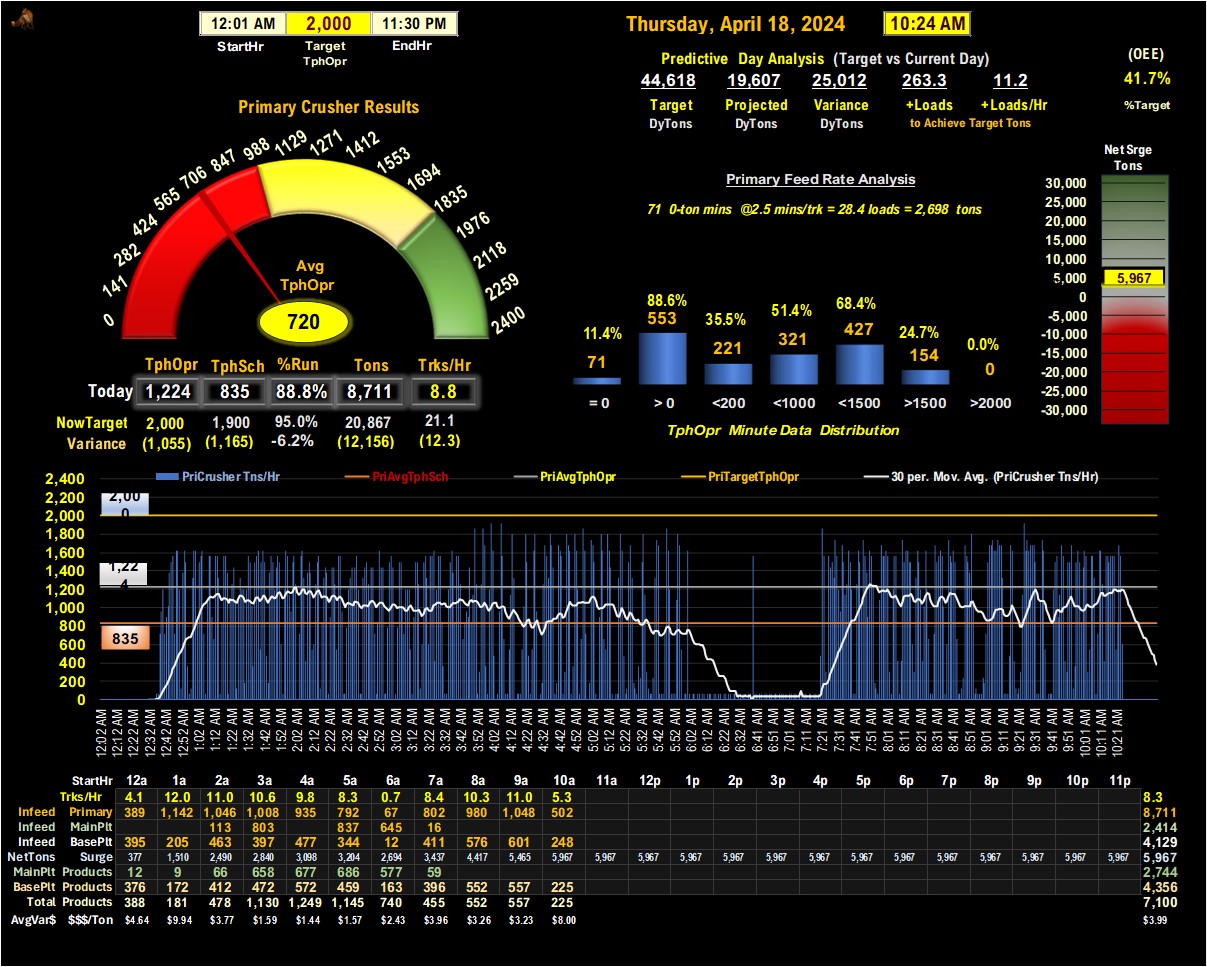 12:01 AM 2,000 11:30 PM
StartHr Target TphOpr EndHr
Thursday, April 18, 2024 10:24 AM
Predictive Day Analysis (Target vs Current Day)
44,618 19,607 25,012 263.3 11.2
Target Projected Variance +Loads +Loads/Hr
DyTons DyTons DyTons to Achieve Target Tons
(OEE)
41.7%
%Target
Primary Crusher Results
0 141 282 424 565 706 847 988 1129 1271 1412 1553 1694 1835 1976 2118 2259 2400
Avg
TphOpr
720
TphOpr TphSch %Run Tons Trks/Hr
Today 1,224 835 88.8% 8,711 8.8
NowTarget 2,000 1,900 95.0% 20,867 21.1
Variance (1,055) (1,165) -6.2% (12,156) (12.3)
Primary Feed Rate Analysis
71 0-ton mins @2.5 mins/trk = 28.4 loads = 2,698 tons
11.4% 88.6% 35.5% 51.4% 68.4% 24.7% 0.0%
71 553 221 321 427 154 0
= 0 > 0 <200 <1000 <1500 >1500 >2000
TphOpr Minute Data Distribution
Net Srge
Tons
30,000
25,000
20,000
15,000
10,000
5,000
5,967
0
-5,000
-10,000
-15,000
-20,000
-25,000
-30,000
PriCrusher Tns/Hr PriAvgTphSch PriAvgTphOpr PriTargetTphOpr 30 per. Mov. Avg. (PriCrusher Tns/Hr)
2,400
2,200
2,000
1,800
1,600
1,400
1,200
1,000
800
600
400
200
0
2,00
0
1,22
4
835
12:02 AM 12:12 AM 12:22 AM 12:32 AM 12:42 AM 12:52 AM 1:02 AM 1:12 AM 1:22 AM 1:32 AM 1:42 AM 1:52 AM 2:02 AM 2:12 AM 2:22 AM 2:32 AM 2:42 AM 2:52 AM 3:02 AM 3:12 AM 3:22 AM 3:32 AM 3:42 AM 3:52 AM 4:02 AM 4:12 AM 4:22 AM 4:32 AM 4:42 AM 4:52 AM 5:02 AM 5:12 AM 5:22 AM 5:32 AM 5:42 AM 5:52 AM 6:02 AM 6:12 AM 6:22 AM 6:32 AM 6:41 AM 6:51 AM 7:01 AM 7:11 AM 7:21 AM 7:31 AM 7:41 AM 7:51 AM 8:01 AM 8:11 AM 8:21 AM 8:31 AM 8:41 AM 8:51 AM 9:01 AM 9:11 AM 9:21 AM 9:31 AM 9:41 AM 9:51 AM 10:01 AM 10:11 AM 10:21 AM
StartHr 12a 1a 2a 3a 4a 5a 6a 7a 8a 9a 10a 11a 12p 1p 2p 3p 4p 5p 6p 7p 8p 9p 10p 11p
Trks/Hr 4.1 12.0 11.0 10.6 9.8 8.3 0.7 8.4 10.3 11.0 5.3 8.3
Infeed Primary 389 1,142 1,046 1,008 935 792 67 802 980 1,048 502 8,711
Infeed MainPlt 113 803 837 645 16 2,414
Infeed BasePlt 395 205 463 397 477 344 12 411 576 601 248 4,129
NetTons Surge 377 1,510 2,490 2,840 3,098 3,204 2,694 3,437 4,417 5,465 5,967 5,967 5,967 5,967 5,967 5,967 5,967 5,967 5,967 5,967 5,967 5,967 5,967 5,967 5,967
MainPlt Products 12 9 66 658 677 686 577 59 2,744
BasePlt Products 376 172 412 472 572 459 163 396 552 557 225 4,356
Total Products 388 181 478 1,130 1,249 1,145 740 455 552 557 225 7,100
AvgVar$ $$$/Ton $4.64 $9.94 $3.77 $1.59 $1.44 $1.57 $2.43 $3.96 $3.26 $3.23 $8.00 $3.99